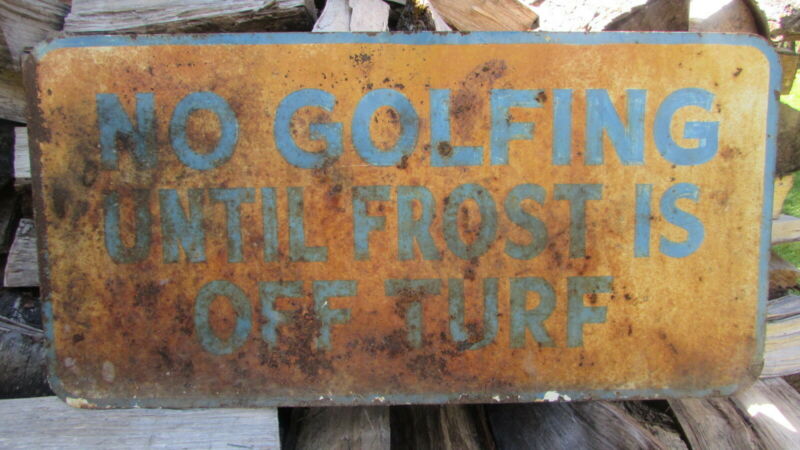 NO GOLFING
UNTIL FROST IS
OFF TURF